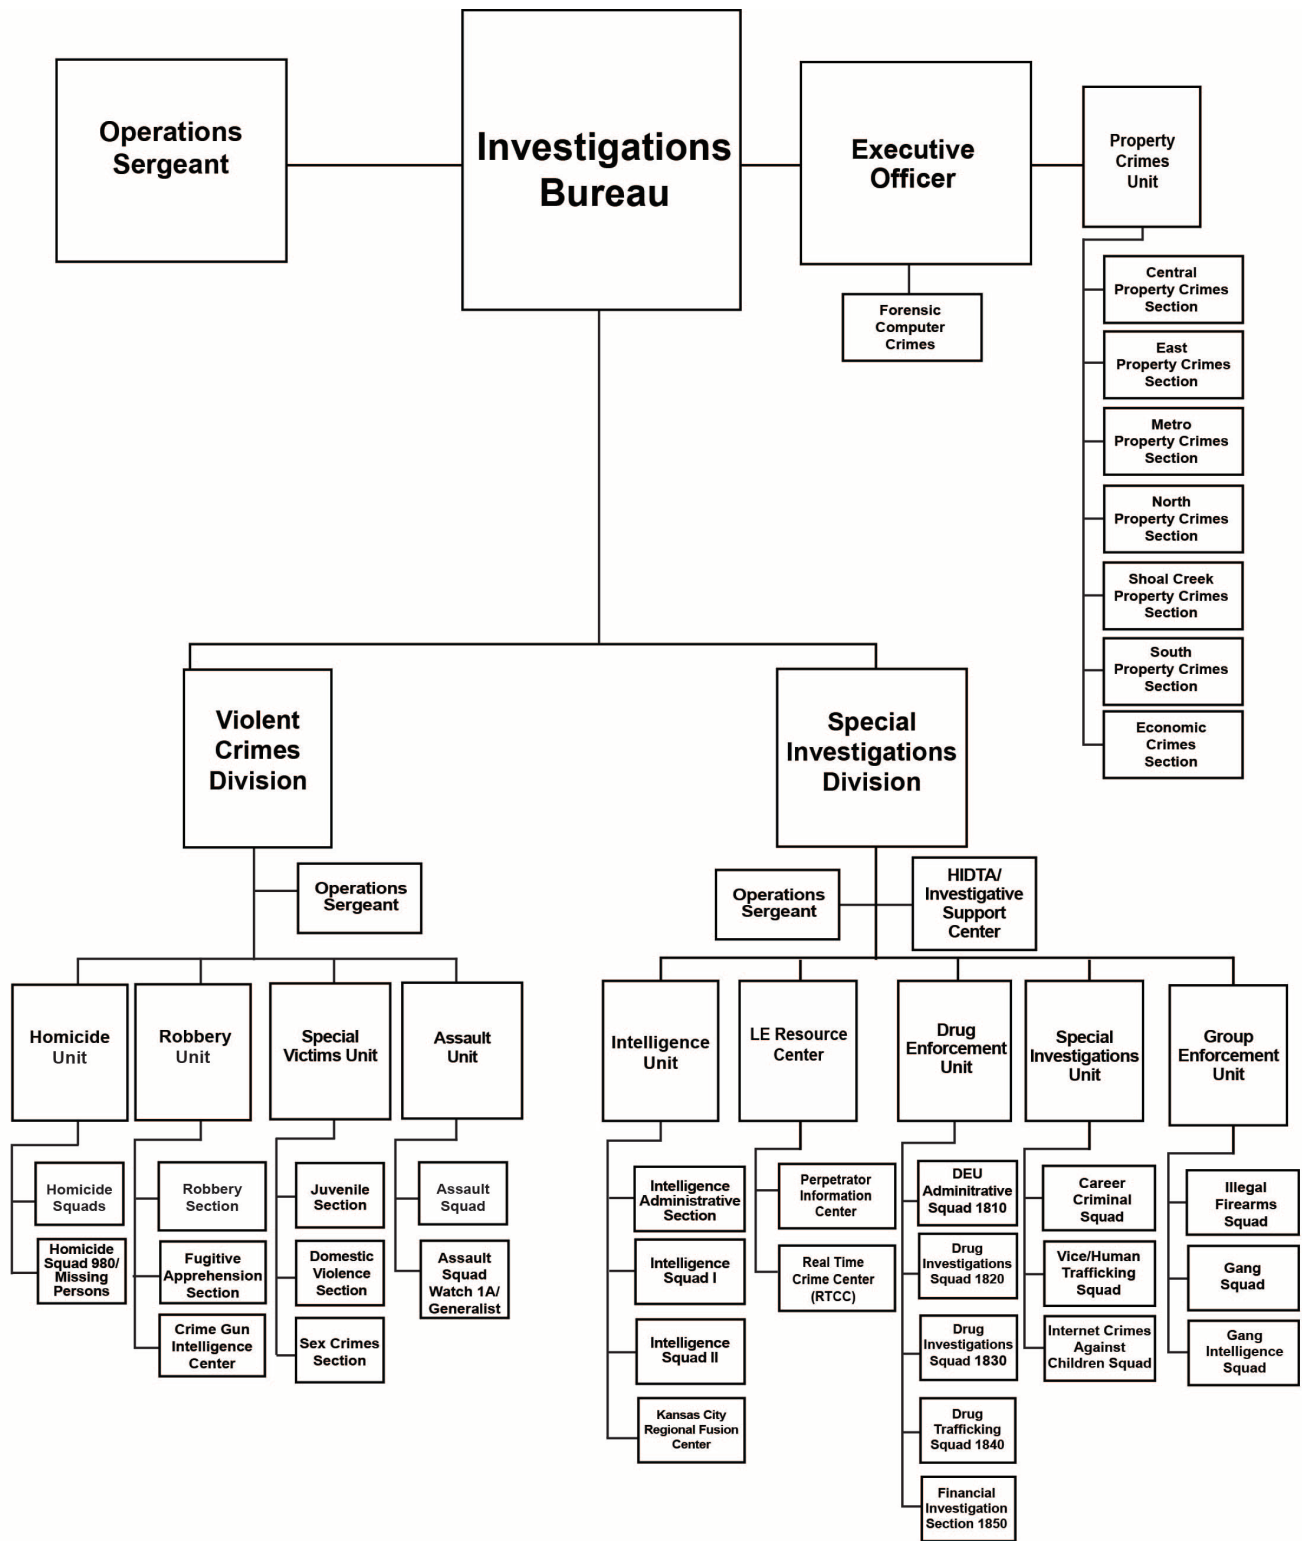 Operations
Sergeant
Investigations
Bureau
Executive
Officer
Property
Crimes
Unit
Forensic
Computer
Crimes
Central
Property Crimes
Section
East
Property Crimes
Section
Metro
Property Crimes
Section
North
Property Crimes
Section
Shoal Creek
Property Crimes
Section
South
Property Crimes
Section
Economic
Crimes
Section
Violent
Crimes
Division
Special
Investigations
Division
Operations
Sergeant
Operations
Sergeant
HIDTA/
Investigative
Support
Center
Homicide
Unit
Robbery
Unit
Special
Victims Unit
Assault
Unit
Intelligence
Unit
LE Resource
Center
Drug
Enforcement
Unit
Special
Investigations
Unit
Group
Enforcement
Unit
Homicide
Squads
Homicide
Squad 980/
Missing
Persons
Robbery
Section
Fugitive
Apprehension
Section
Crime Gun
Intelligence
Center
Juvenile
Section
Domestic
Violence
Section
Sex Crimes
Section
Assault
Squad
Assault
Squad
Watch 1A/
Generalist
Intelligence
Administrative
Section
Intelligence
Squad I
Intelligence
Squad II
Kansas City
Regional Fusion
Center
Perpetrator
Information
Center
Real Time
Crime Center
(RTCC)
DEU
Adminitrative
Squad 1810
Drug
Investigations
Squad 1820
Drug
Investigations
Squad 1830
Drug
Trafficking
Squad 1840
Financial
Investigation
Section 1850
Career
Criminal
Squad
Vice/Human
Trafficking
Squad
Internet Crimes
Against
Children Squad
Illegal
Firearms
Squad
Gang
Squad
Gang
Intelligence
Squad